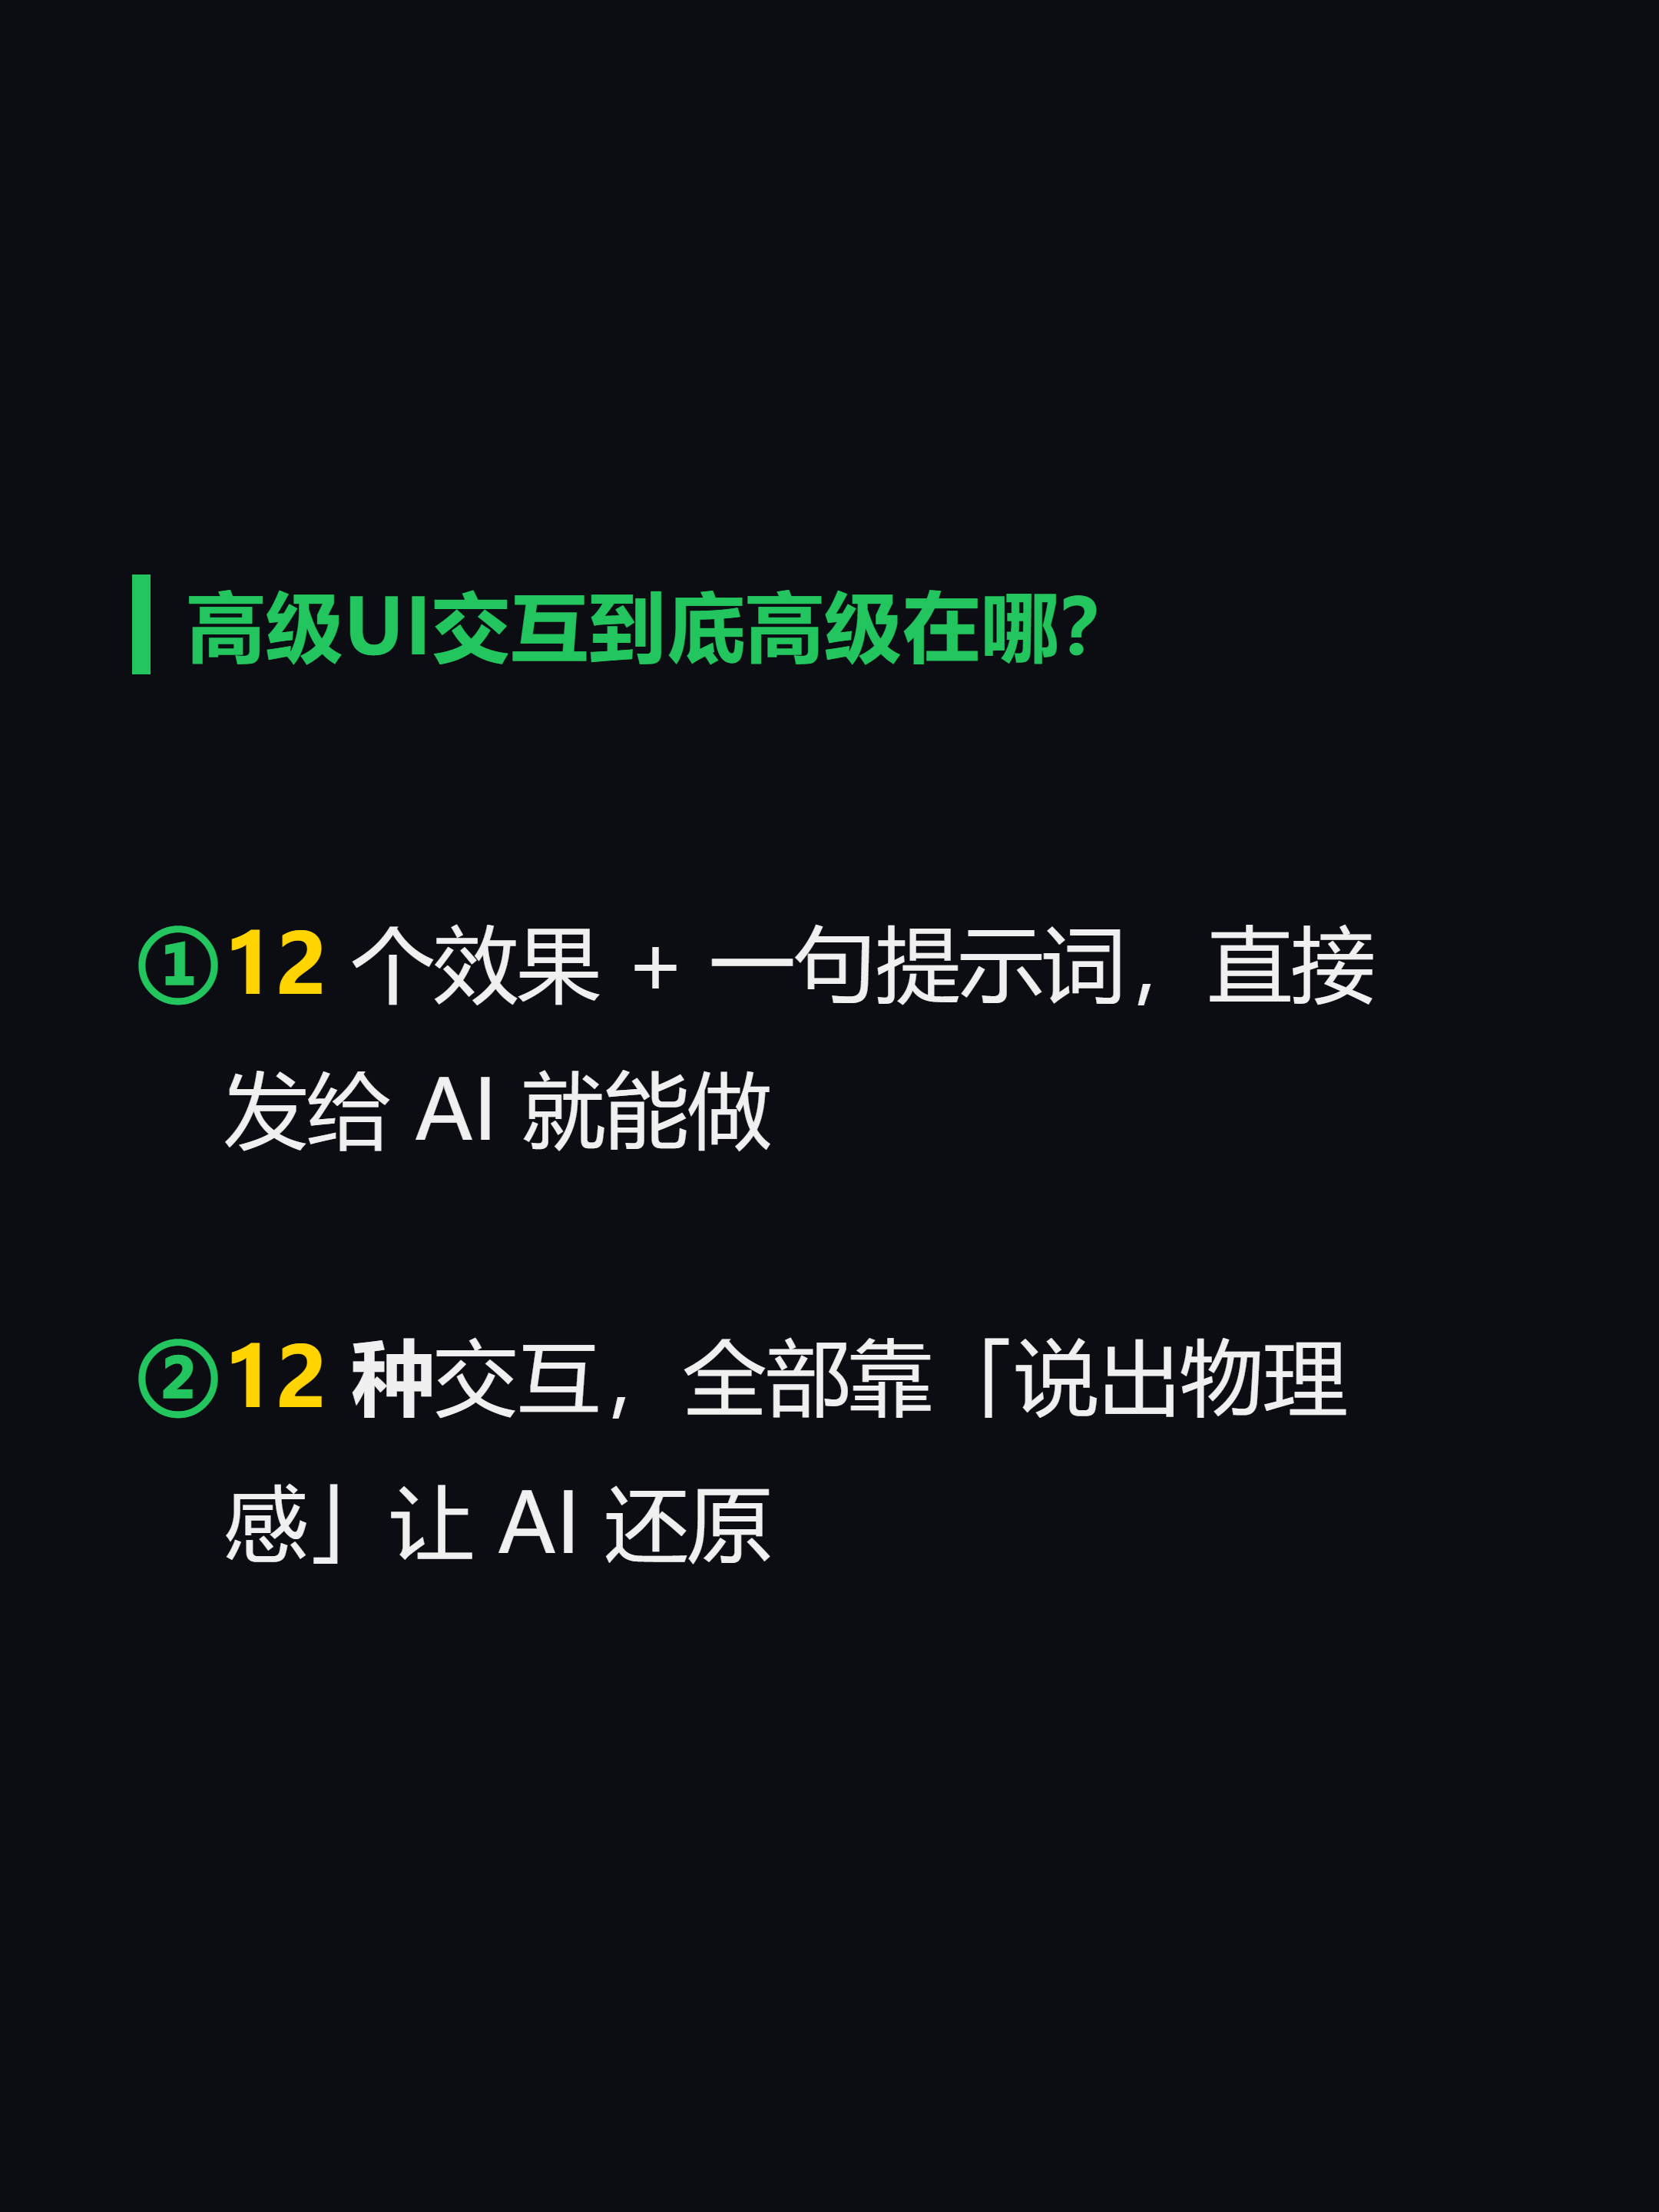 高级UI交互到底高级在哪？
①12 个效果 + 一句提示词，直接
发给 AI 就能做
②12 种交互，全部靠「说出物理
感」让 AI 还原